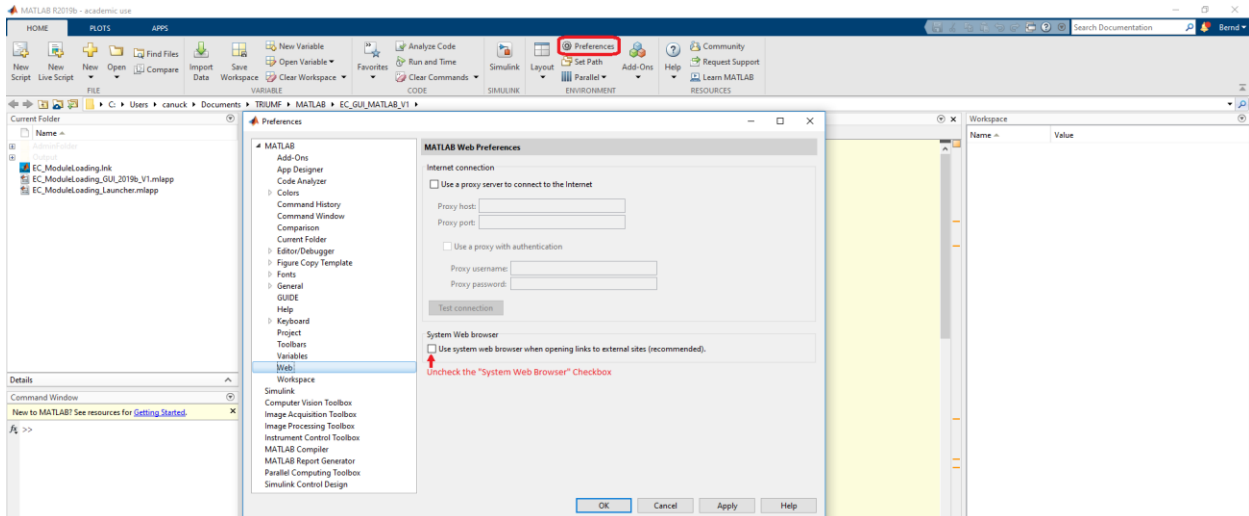 MATLAB R2019b - academic use
HOME PLOTS APPS
Search Documentation Bernd
New Script New Live Script New Open Find Files Compare Import Data Save Workspace New Variable Open Variable Clear Workspace Favorites Analyze Code Run and Time Clear Commands Simulink Layout Preferences Set Path Parallel Add-Ons Help Community Request Support Learn MATLAB
FILE VARIABLE CODE SIMULINK ENVIRONMENT RESOURCES
C: Users canuck Documents TRIUMF MATLAB EC_GUI_MATLAB_V1
Current Folder
Name
AdminFolder
Output
EC_ModuleLoading.lnk
EC_ModuleLoading_GUI_2019b_V1.mlapp
EC_ModuleLoading_Launcher.mlapp
Details
Command Window
New to MATLAB? See resources for Getting Started.
fx >>
Preferences
MATLAB
Add-Ons
App Designer
Code Analyzer
Colors
Command History
Command Window
Comparison
Current Folder
Editor/Debugger
Figure Copy Template
Fonts
General
GUIDE
Help
Keyboard
Project
Toolbars
Variables
Web
Workspace
Simulink
Computer Vision Toolbox
Image Acquisition Toolbox
Image Processing Toolbox
Instrument Control Toolbox
MATLAB Compiler
MATLAB Report Generator
Parallel Computing Toolbox
Simulink Control Design
MATLAB Web Preferences
Internet connection
Use a proxy server to connect to the Internet
Proxy host:
Proxy port:
Use a proxy with authentication
Proxy username:
Proxy password:
Test connection
System Web browser
Use system web browser when opening links to external sites (recommended).
Uncheck the "System Web Browser" Checkbox
OK Cancel Apply Help
Workspace
Name Value